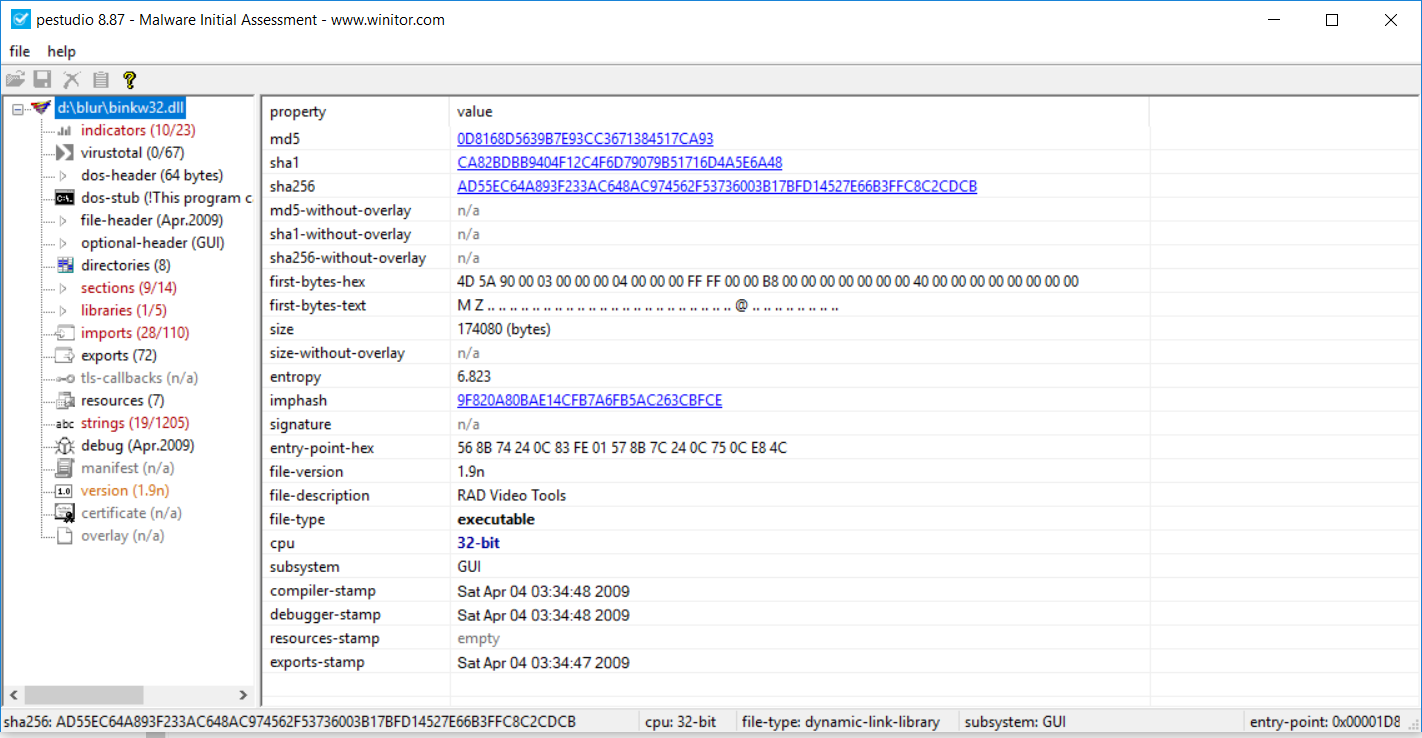 pestudio 8.87 - Malware Initial Assessment - www.winitor.com
file help
d:\blur\binkw32.dll
indicators (10/23)
virustotal (0/67)
dos-header (64 bytes)
dos-stub (!This program c
file-header (Apr.2009)
optional-header (GUI)
directories (8)
sections (9/14)
libraries (1/5)
imports (28/110)
exports (72)
tls-callbacks (n/a)
resources (7)
abc strings (19/1205)
debug (Apr.2009)
manifest (n/a)
1.0 version (1.9n)
certificate (n/a)
overlay (n/a)
property value
md5 0D8168D5639B7E93CC3671384517CA93
sha1 CA82BDBB9404F12C4F6D79079B51716D4A5E6A48
sha256 AD55EC64A893F233AC648AC974562F53736003B17BFD14527E66B3FFC8C2CDCB
md5-without-overlay n/a
sha1-without-overlay n/a
sha256-without-overlay n/a
first-bytes-hex 4D 5A 90 00 03 00 00 00 04 00 00 00 FF FF 00 00 B8 00 00 00 00 00 00 00 40 00 00 00 00 00 00 00
first-bytes-text M Z .. .. .. .. .. .. .. .. .. .. .. .. .. .. .. .. .. .. .. .. .. .. @ .. .. .. .. .. .. ..
size 174080 (bytes)
size-without-overlay n/a
entropy 6.823
imphash 9F820A80BAE14CFB7A6FB5AC263CBFCE
signature n/a
entry-point-hex 56 8B 74 24 0C 83 FE 01 57 8B 7C 24 0C 75 0C E8 4C
file-version 1.9n
file-description RAD Video Tools
file-type executable
cpu 32-bit
subsystem GUI
compiler-stamp Sat Apr 04 03:34:48 2009
debugger-stamp Sat Apr 04 03:34:48 2009
resources-stamp empty
exports-stamp Sat Apr 04 03:34:47 2009
sha256: AD55EC64A893F233AC648AC974562F53736003B17BFD14527E66B3FFC8C2CDCB cpu: 32-bit file-type: dynamic-link-library subsystem: GUI entry-point: 0x00001D8